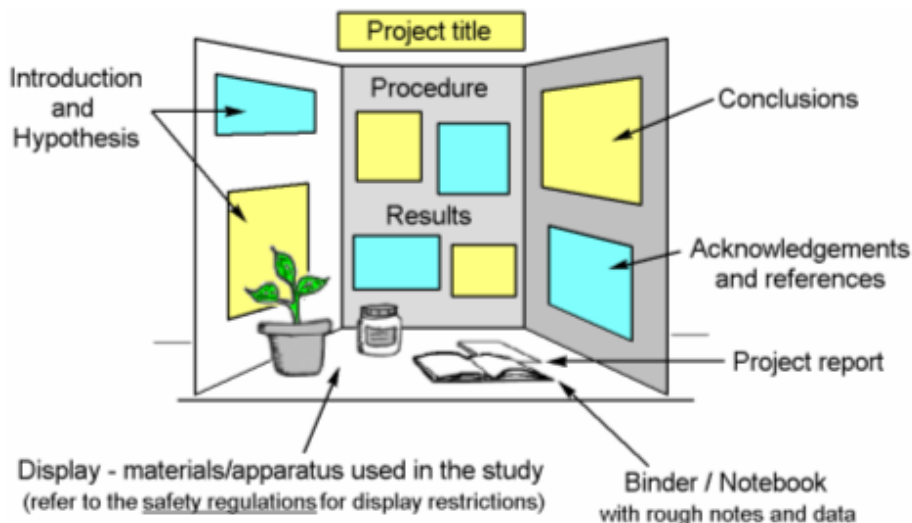 Project title
Introduction
and
Hypothesis
Procedure
Results
Conclusions
Acknowledgements
and references
Project report
Display - materials/apparatus used in the study
(refer to the safety regulations for display restrictions)
Binder / Notebook
with rough notes and data